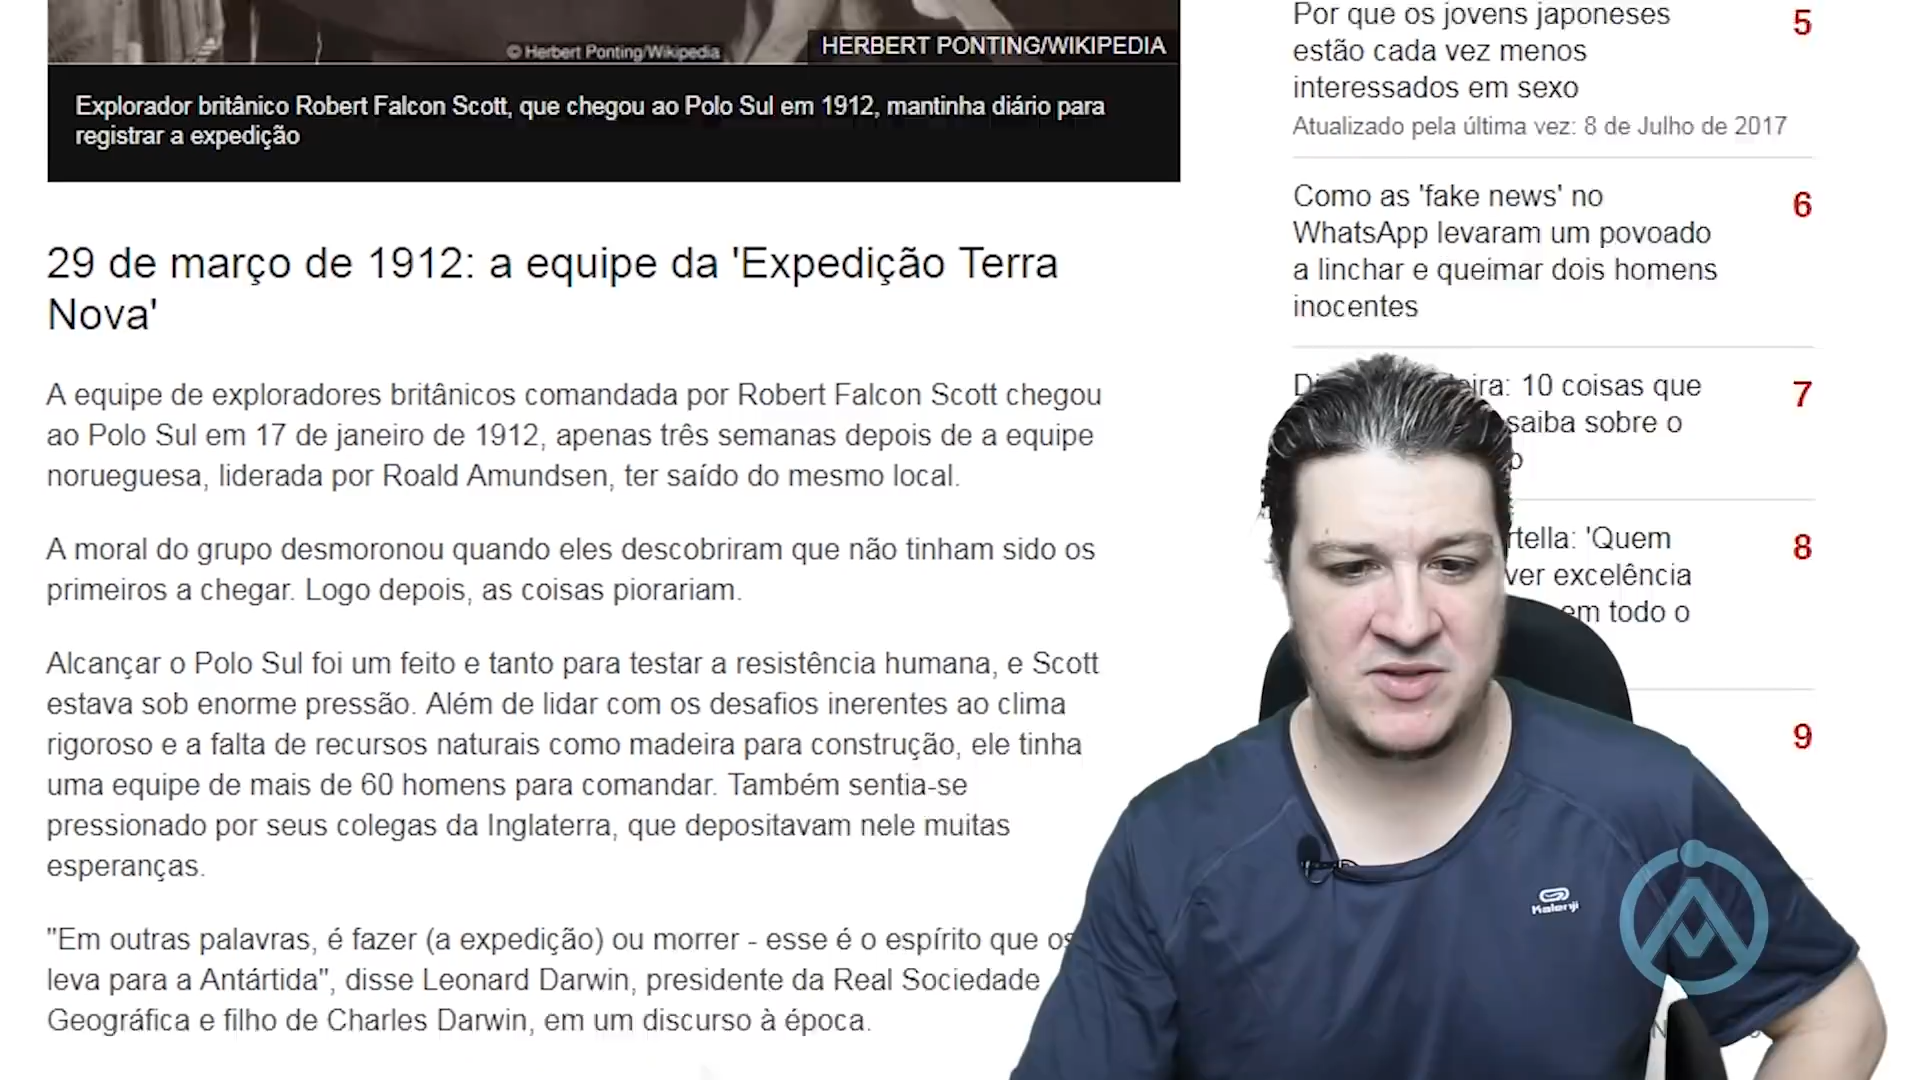 © Herbert Ponting/Wikipedia
HERBERT PONTING/WIKIPEDIA
Explorador britânico Robert Falcon Scott, que chegou ao Polo Sul em 1912, mantinha diário para
registrar a expedição
29 de março de 1912: a equipe da 'Expedição Terra
Nova'
A equipe de exploradores britânicos comandada por Robert Falcon Scott chegou
ao Polo Sul em 17 de janeiro de 1912, apenas três semanas depois de a equipe
norueguesa, liderada por Roald Amundsen, ter saído do mesmo local.
A moral do grupo desmoronou quando eles descobriram que não tinham sido os
primeiros a chegar. Logo depois, as coisas piorariam.
Alcançar o Polo Sul foi um feito e tanto para testar a resistência humana, e Scott
estava sob enorme pressão. Além de lidar com os desafios inerentes ao clima
rigoroso e a falta de recursos naturais como madeira para construção, ele tinha
uma equipe de mais de 60 homens para comandar. Também sentia-se
pressionado por seus colegas da Inglaterra, que depositavam nele muitas
esperanças.
"Em outras palavras, é fazer (a expedição) ou morrer - esse é o espírito que os
leva para a Antártida", disse Leonard Darwin, presidente da Real Sociedade
Geográfica e filho de Charles Darwin, em um discurso à época.
Por que os jovens japoneses
estão cada vez menos
interessados em sexo
5
Atualizado pela última vez: 8 de Julho de 2017
Como as 'fake news' no
WhatsApp levaram um povoado
a linchar e queimar dois homens
inocentes
6
10 coisas que
saiba sobre o
7
'Quem
excelência
em todo o
8
9
Kalenji